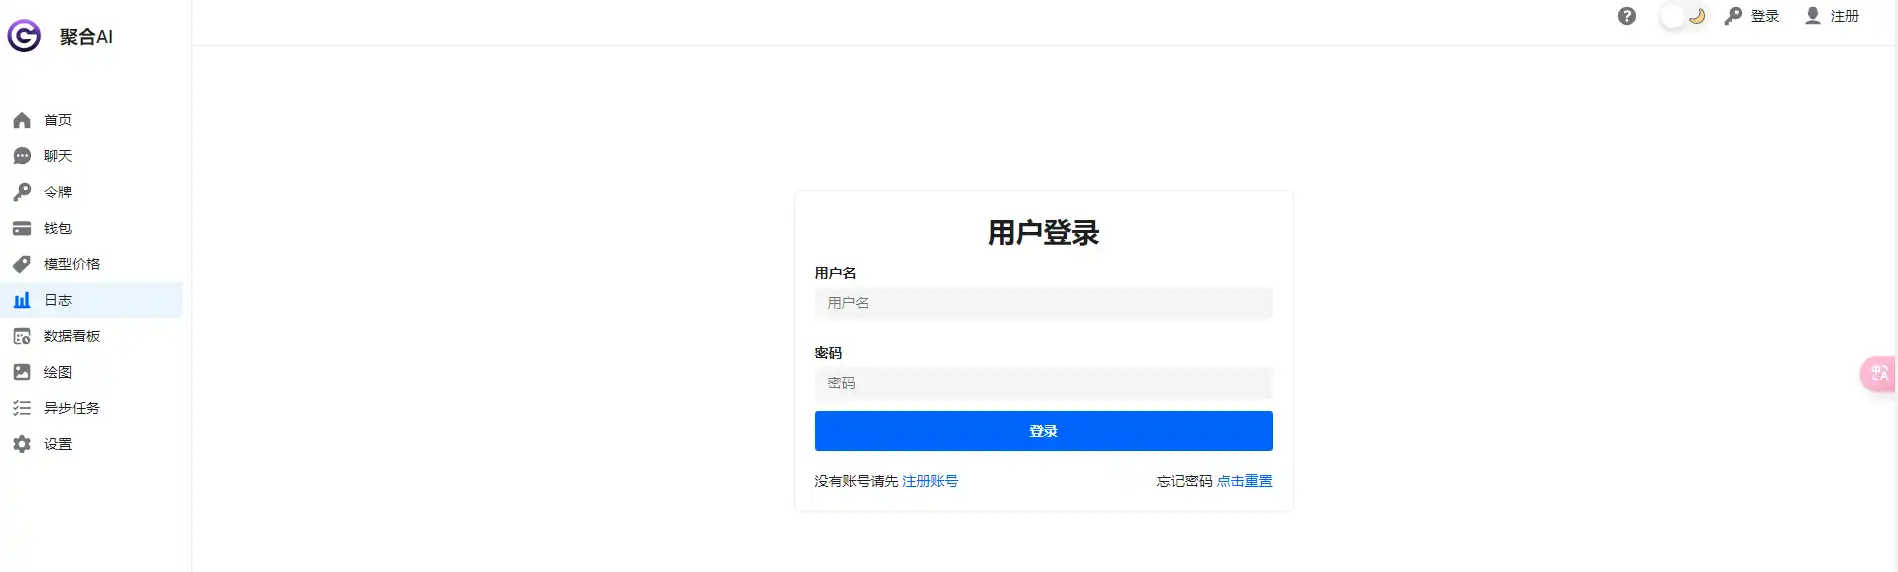 聚合AI
登录
注册
首页
聊天
令牌
钱包
模型价格
日志
数据看板
绘图
异步任务
设置
用户登录
用户名
用户名
密码
密码
登录
没有账号请先 注册账号
忘记密码 点击重置